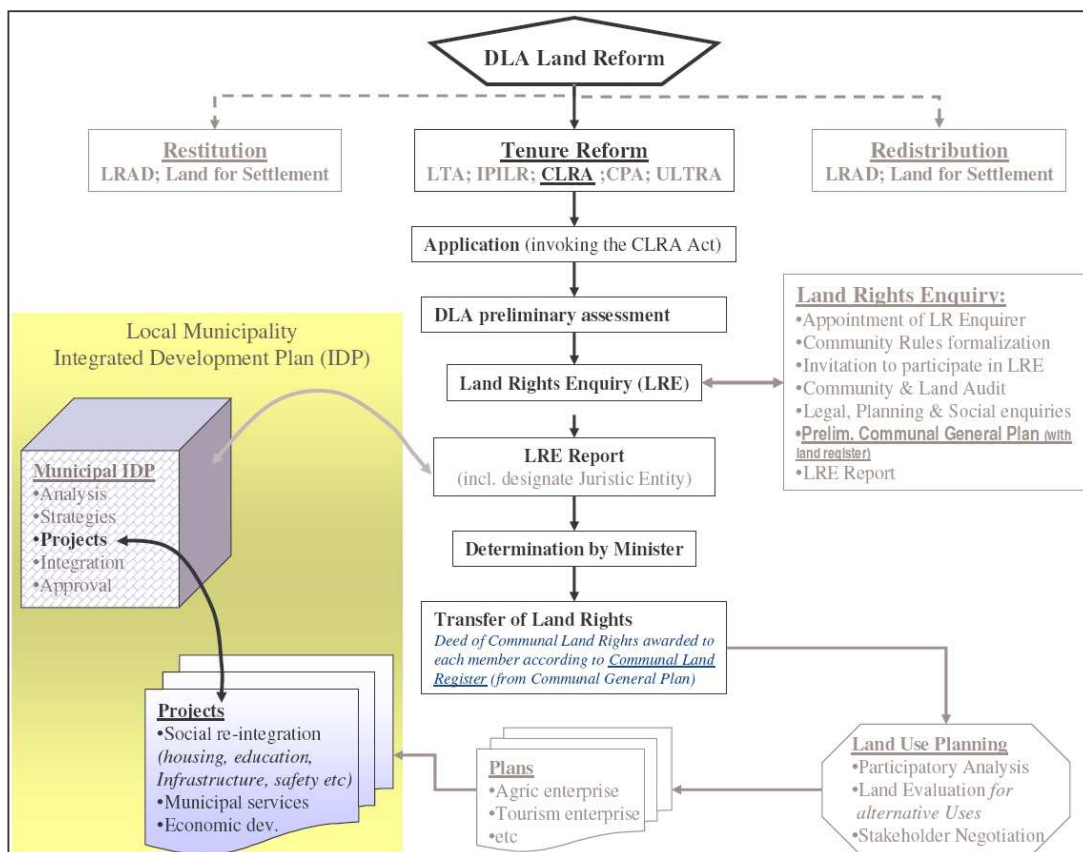 DLA Land Reform
Restitution
LRAD; Land for Settlement
Tenure Reform
LTA; IPILR; CLRA ;CPA; ULTRA
Redistribution
LRAD; Land for Settlement
Application (invoking the CLRA Act)
DLA preliminary assessment
Land Rights Enquiry (LRE)
Land Rights Enquiry:
•Appointment of LR Enquirer
•Community Rules formalization
•Invitation to participate in LRE
•Community & Land Audit
•Legal, Planning & Social enquiries
•Prelim. Communal General Plan (with
land register)
•LRE Report
Local Municipality
Integrated Development Plan (IDP)
Municipal IDP
•Analysis
•Strategies
•Projects
•Integration
•Approval
LRE Report
(incl. designate Juristic Entity)
Determination by Minister
Transfer of Land Rights
Deed of Communal Land Rights awarded to
each member according to Communal Land
Register (from Communal General Plan)
Projects
•Social re-integration
(housing, education,
Infrastructure, safety etc)
•Municipal services
•Economic dev.
Plans
•Agric enterprise
•Tourism enterprise
•etc
Land Use Planning
•Participatory Analysis
•Land Evaluation for
alternative Uses
•Stakeholder Negotiation